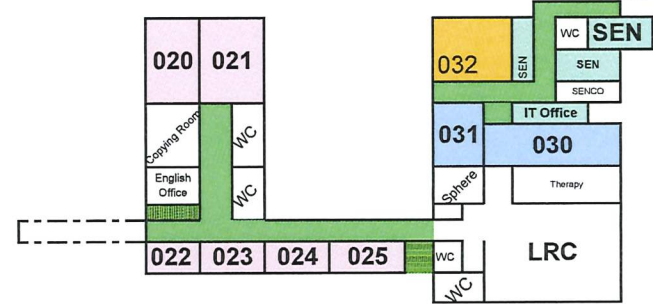 020
021
032
SEN
WC
SEN
SEN
SENCO
IT Office
031
030
Copying Room
WC
English
Office
WC
Sphere
Therapy
022
023
024
025
WC
LRC
WC